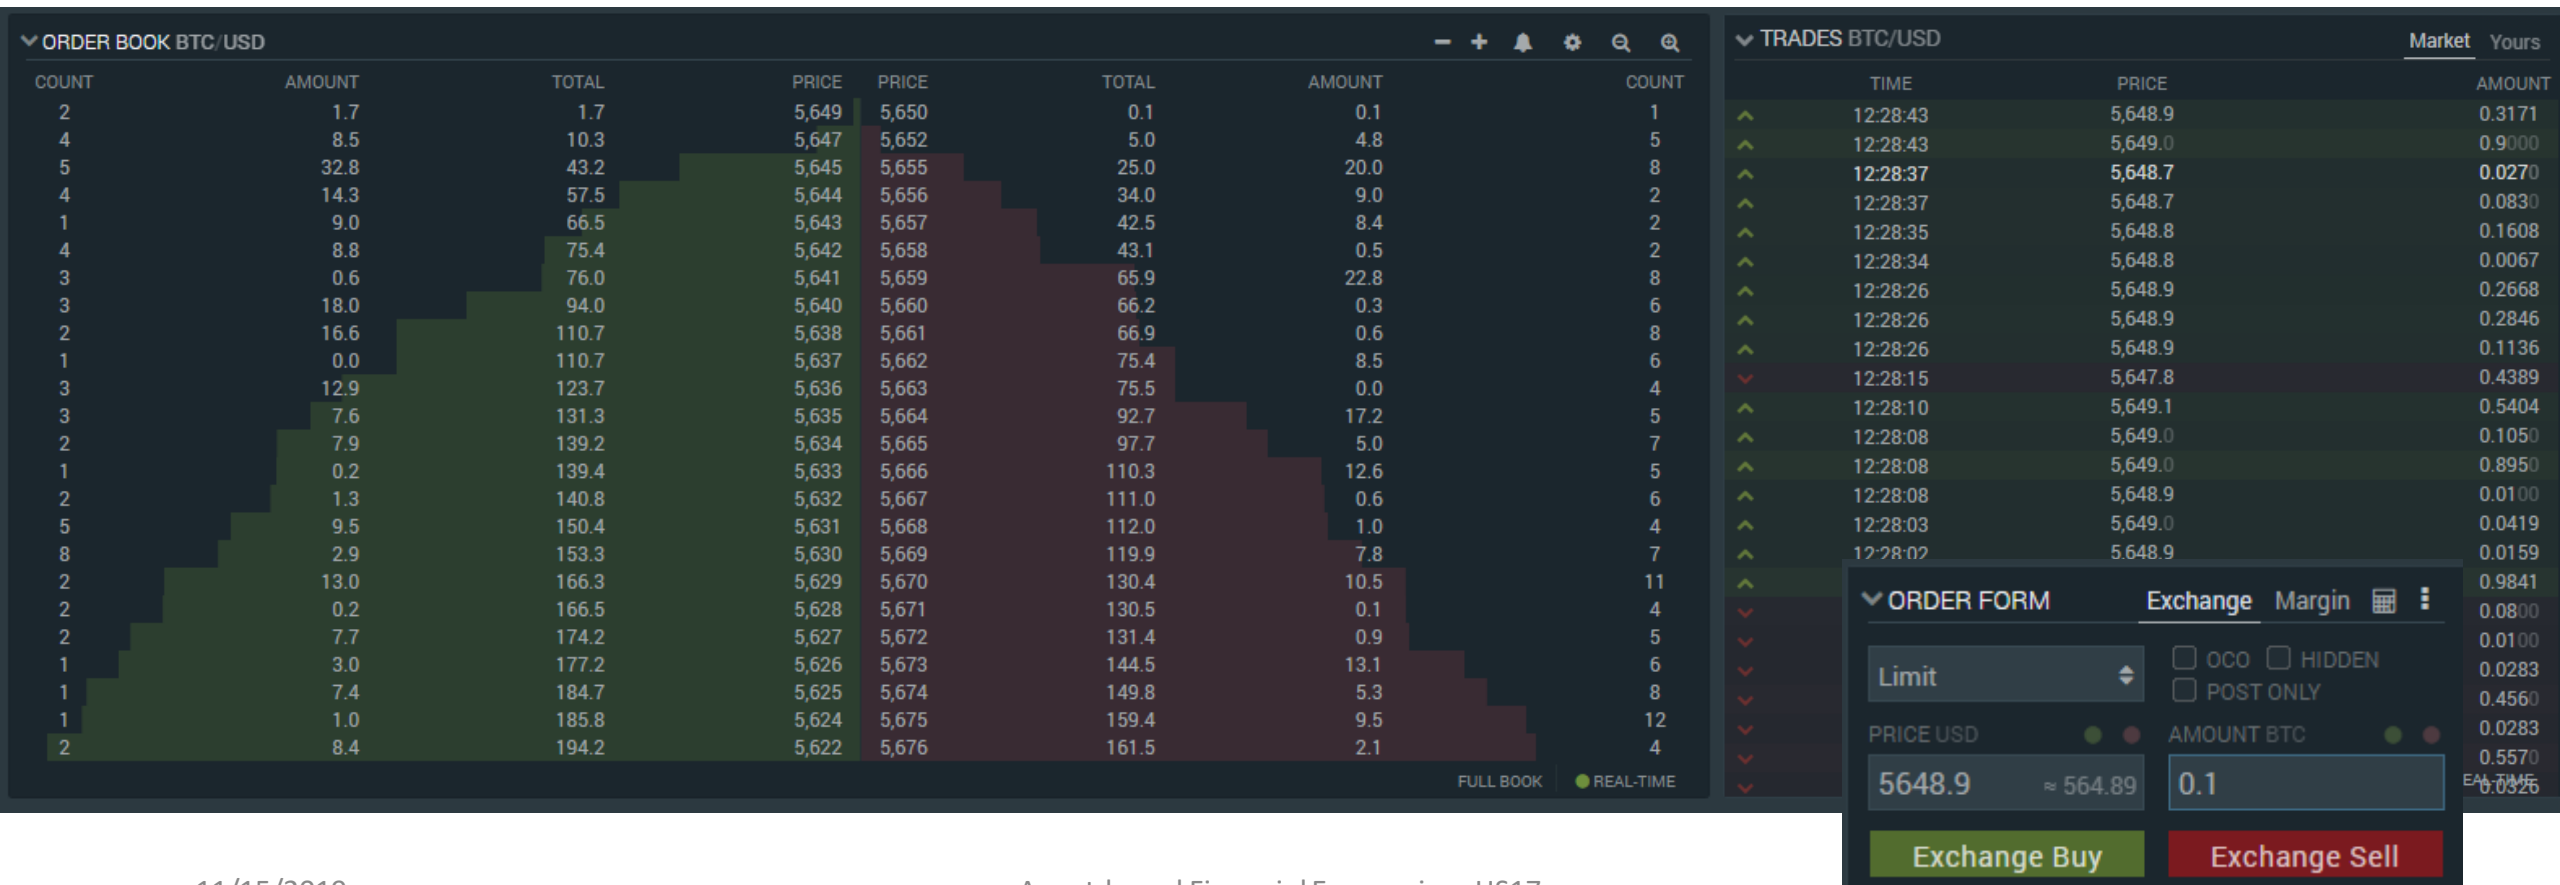 ORDER BOOK BTC/USD
COUNT AMOUNT TOTAL PRICE PRICE TOTAL AMOUNT COUNT
2 1.7 1.7 5,649 5,650 0.1 0.1 1
4 8.5 10.3 5,647 5,652 5.0 4.8 5
5 32.8 43.2 5,645 5,655 25.0 20.0 8
4 14.3 57.5 5,644 5,656 34.0 9.0 2
1 9.0 66.5 5,643 5,657 42.5 8.4 2
4 8.8 75.4 5,642 5,658 43.1 0.5 2
3 0.6 76.0 5,641 5,659 65.9 22.8 8
3 18.0 94.0 5,640 5,660 66.2 0.3 6
2 16.6 110.7 5,638 5,661 66.9 0.6 8
1 0.0 110.7 5,637 5,662 75.4 8.5 6
3 12.9 123.7 5,636 5,663 75.5 0.0 4
3 7.6 131.3 5,635 5,664 92.7 17.2 5
2 7.9 139.2 5,634 5,665 97.7 5.0 7
1 0.2 139.4 5,633 5,666 110.3 12.6 5
2 1.3 140.8 5,632 5,667 111.0 0.6 6
5 9.5 150.4 5,631 5,668 112.0 1.0 4
8 2.9 153.3 5,630 5,669 119.9 7.8 7
2 13.0 166.3 5,629 5,670 130.4 10.5 11
2 0.2 166.5 5,628 5,671 130.5 0.1 4
2 7.7 174.2 5,627 5,672 131.4 0.9 5
1 3.0 177.2 5,626 5,673 144.5 13.1 6
1 7.4 184.7 5,625 5,674 149.8 5.3 8
1 1.0 185.8 5,624 5,675 159.4 9.5 12
2 8.4 194.2 5,622 5,676 161.5 2.1 4
FULL BOOK REAL-TIME
TRADES BTC/USD Market Yours
TIME PRICE AMOUNT
12:28:43 5,648.9 0.3171
12:28:43 5,649.0 0.9000
12:28:37 5,648.7 0.0270
12:28:37 5,648.7 0.0830
12:28:35 5,648.8 0.1608
12:28:34 5,648.8 0.0067
12:28:26 5,648.9 0.2668
12:28:26 5,648.9 0.2846
12:28:26 5,648.9 0.1136
12:28:15 5,647.8 0.4389
12:28:10 5,649.1 0.5404
12:28:08 5,649.0 0.1050
12:28:08 5,649.0 0.8950
12:28:08 5,648.9 0.0100
12:28:03 5,649.0 0.0419
12:28:02 5,648.9 0.0159
0.9841
0.0800
0.0100
0.0283
0.4560
0.0283
0.5570
0.0326
ORDER FORM Exchange Margin
Limit OCO HIDDEN
POST ONLY
PRICE USD AMOUNT BTC
5648.9 ≈ 564.89 0.1
Exchange Buy Exchange Sell